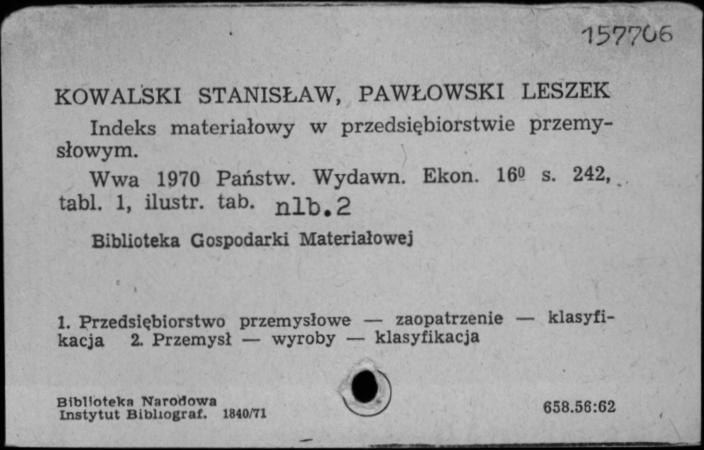 157706
KOWALSKI STANISŁAW, PAWŁOWSKI LESZEK
Indeks materiałowy w przedsiębiorstwie przemy-
słowym.
Wwa 1970 Państw. Wydawn. Ekon. 16º s. 242,
tabl. 1, ilustr. tab. nlb.2
Biblioteka Gospodarki Materiałowej
1. Przedsiębiorstwo przemysłowe — zaopatrzenie — klasyfi-
kacja 2. Przemysł — wyroby — klasyfikacja
Biblioteka Narodowa
Instytut Bibliograf. 1840/71
658.56:62